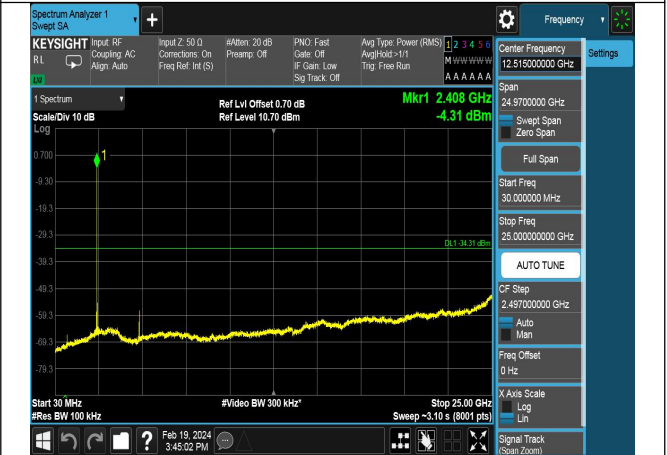 Spectrum Analyzer 1
Swept SA
Frequency
KEYSIGHT
RL
Input: RF
Coupling: AC
Align: Auto
Input Z: 50 Ω
Corrections: On
Freq Ref: Int (S)
#Atten: 20 dB
Preamp: Off
PNO: Fast
Gate: Off
IF Gain: Low
Sig Track: Off
Avg Type: Power (RMS)
Avg|Hold:>1/1
Trig: Free Run
1 2 3 4 5 6
M W W W W W
A A A A A A
1 Spectrum
Scale/Div 10 dB
Log
Ref Lvl Offset 0.70 dB
Ref Level 10.70 dBm
Mkr1 2.408 GHz
-4.31 dBm
1
0.700
-9.30
-19.3
-29.3
DL1 -34.31 dBm
-39.3
-49.3
-59.3
-69.3
-79.3
Start 30 MHz
#Res BW 100 kHz
#Video BW 300 kHz*
Stop 25.00 GHz
Sweep ~3.10 s (8001 pts)
?
Feb 19, 2024
3:45:02 PM
Center Frequency
12.515000000 GHz
Settings
Span
24.9700000 GHz
Swept Span
Zero Span
Full Span
Start Freq
30.000000 MHz
Stop Freq
25.000000000 GHz
AUTO TUNE
CF Step
2.497000000 GHz
Auto
Man
Freq Offset
0 Hz
X Axis Scale
Log
Lin
Signal Track
(Span Zoom)